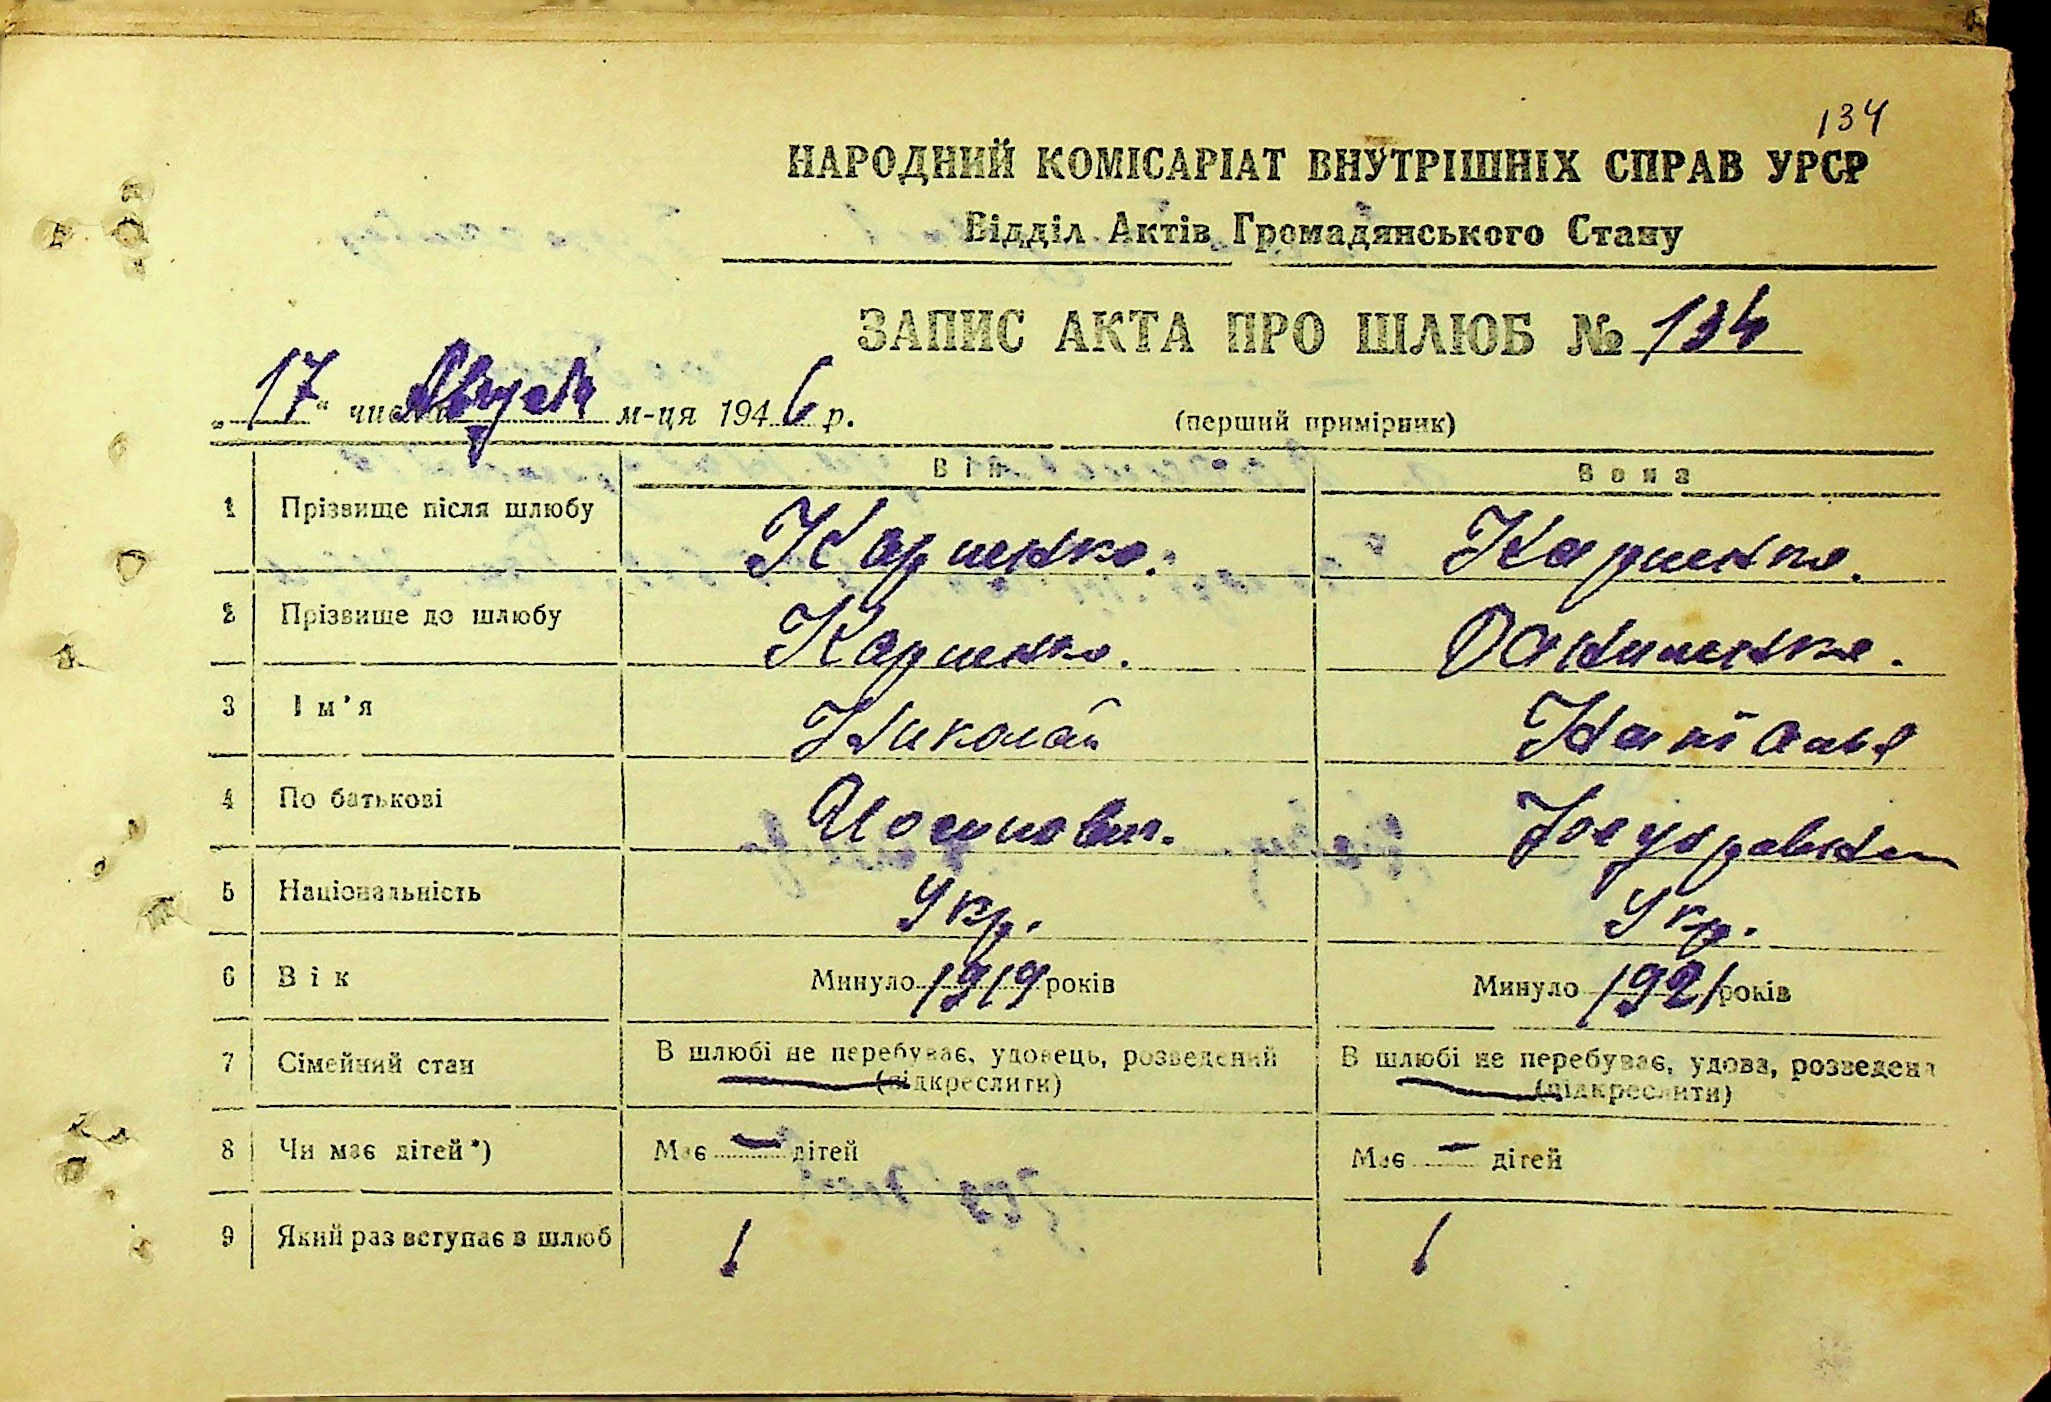 134
НАРОДНИЙ КОМІСАРІАТ ВНУТРІШНІХ СПРАВ УРСР
Відділ Актів Громадянського Стану
ЗАПИС АКТА ПРО ШЛЮБ № 134
„17" числа Август м-ця 1946 р. (перший примірник)
Він Вона
1 Прізвище після шлюбу Карпенко. Карпенко.
2 Прізвище до шлюбу Карпенко. Даниленко.
3 Ім'я Николай Наталья
4 По батькові Иосипович.
5 Національність Укр. Укр.
6 Вік Минуло 1919 років Минуло 1921 років
7 Сімейний стан В шлюбі не перебуває, удовець, розведений В шлюбі не перебуває, удова, розведена
(підкреслити) (підкреслити)
8 Чи має дітей*) Має — дітей Має — дітей
9 Який раз вступає в шлюб 1 1